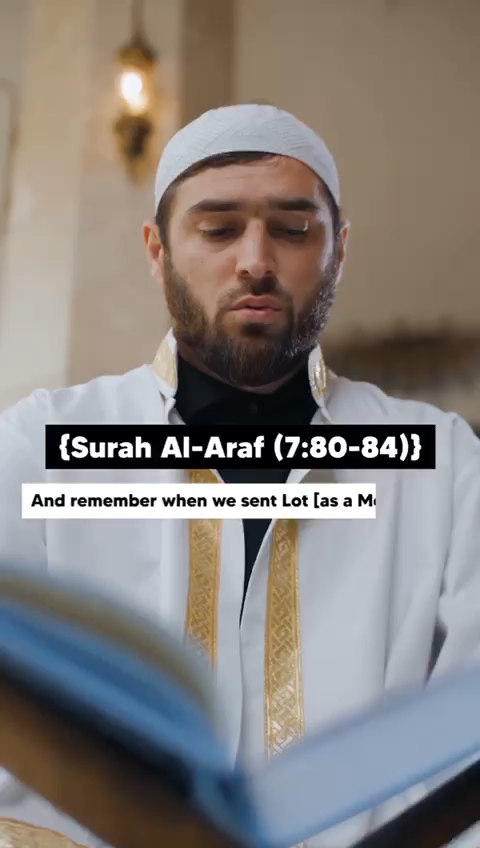 {Surah Al-Araf (7:80-84)}
And remember when we sent Lot [as a